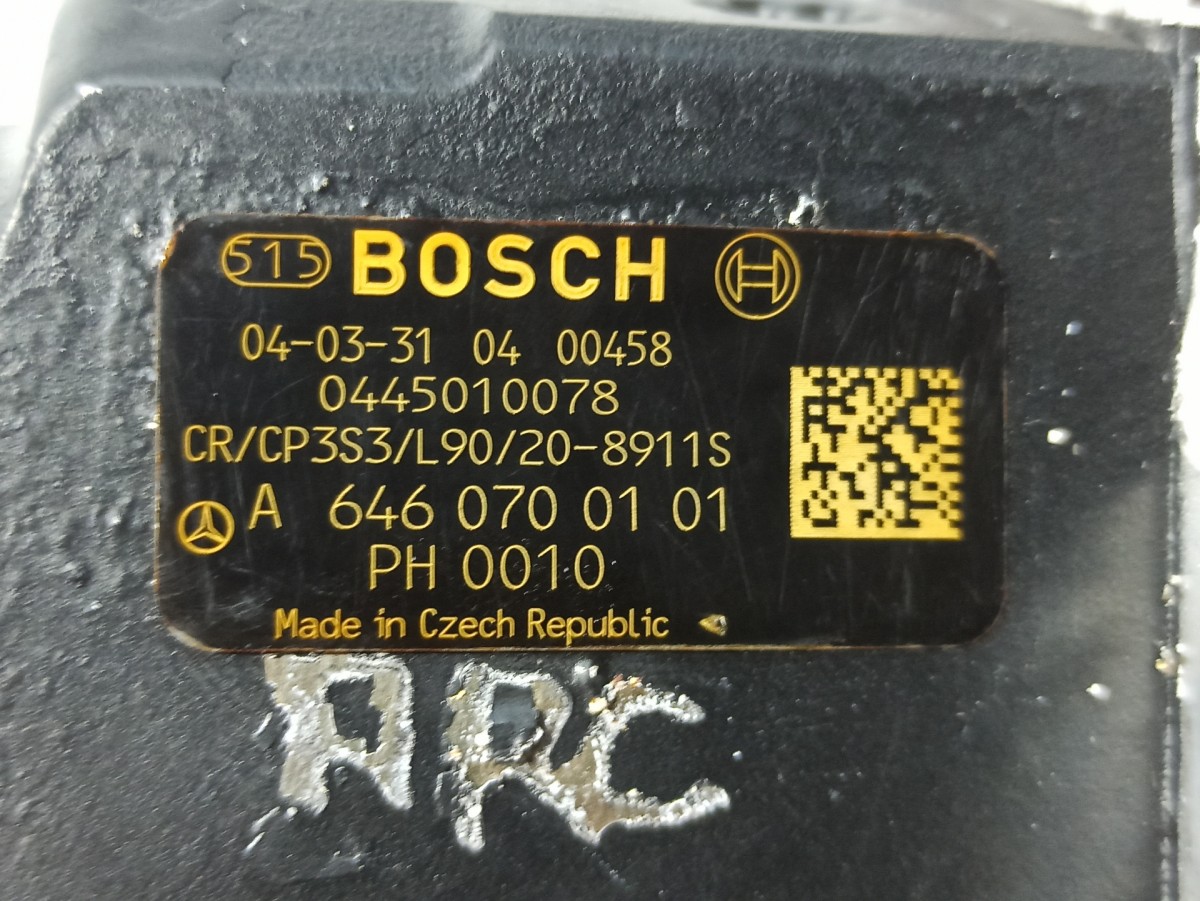 515 BOSCH
04-03-31 04 00458
0445010078
CR/CP3S3/L90/20-8911S
A 646 070 01 01
PH 0010
Made in Czech Republic
ARC